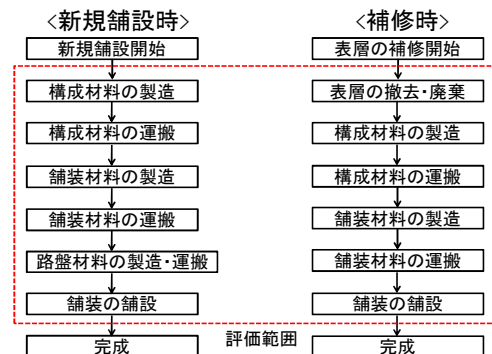 <新規舗設時>
新規舗設開始
構成材料の製造
構成材料の運搬
舗装材料の製造
舗装材料の運搬
路盤材料の製造・運搬
舗装の舗設
完成
<補修時>
表層の補修開始
表層の撤去・廃棄
構成材料の製造
構成材料の運搬
舗装材料の製造
舗装材料の運搬
舗装の舗設
完成
評価範囲